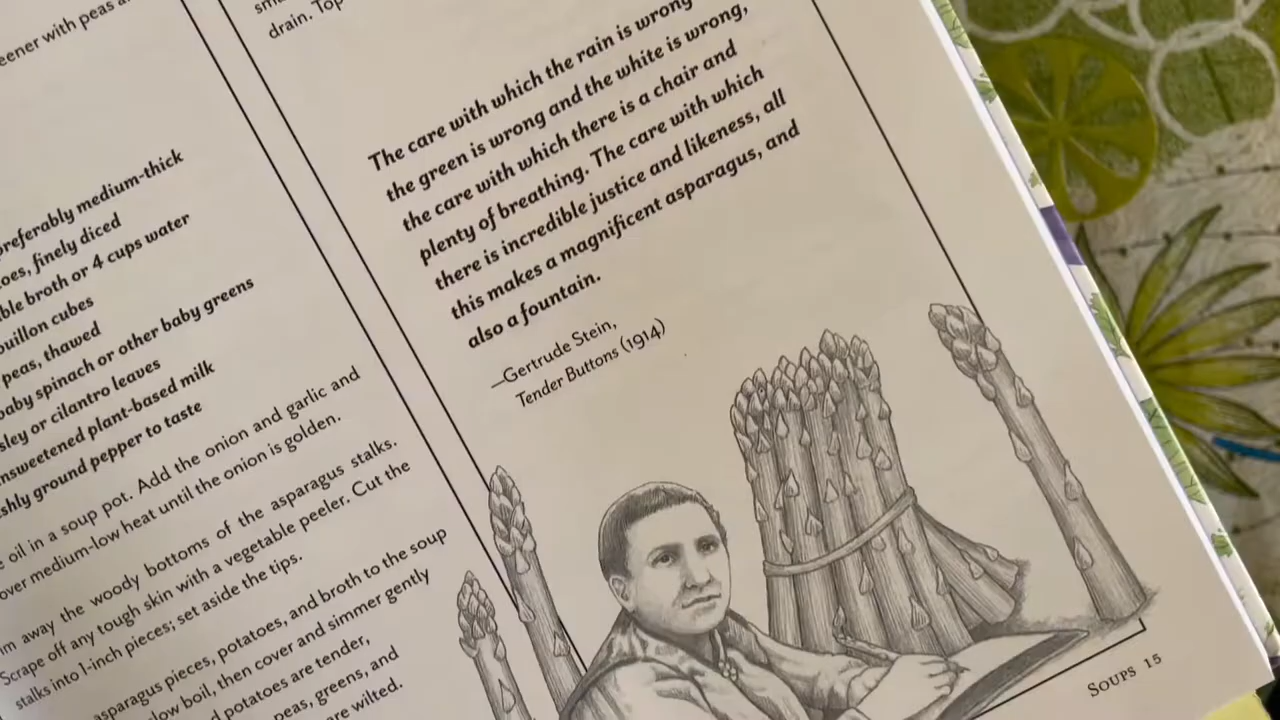 eener with peas
preferably medium-thick
oes, finely diced
ble broth or 4 cups water
ouillon cubes
peas, thawed
baby spinach or other baby greens
sley or cilantro leaves
nsweetened plant-based milk
shly ground pepper to taste
oil in a soup pot. Add the onion and garlic and
over medium-low heat until the onion is golden.
im away the woody bottoms of the asparagus stalks.
Scrape off any tough skin with a vegetable peeler. Cut the
stalks into 1-inch pieces; set aside the tips.
asparagus pieces, potatoes, and broth to the soup
low boil, then cover and simmer gently
d potatoes are tender,
peas, greens, and
are wilted.
drain. Top
The care with which the rain is wrong
the green is wrong and the white is wrong,
the care with which there is a chair and
plenty of breathing. The care with which
there is incredible justice and likeness, all
this makes a magnificent asparagus, and
also a fountain.
—Gertrude Stein,
Tender Buttons (1914)
SOUPS 15